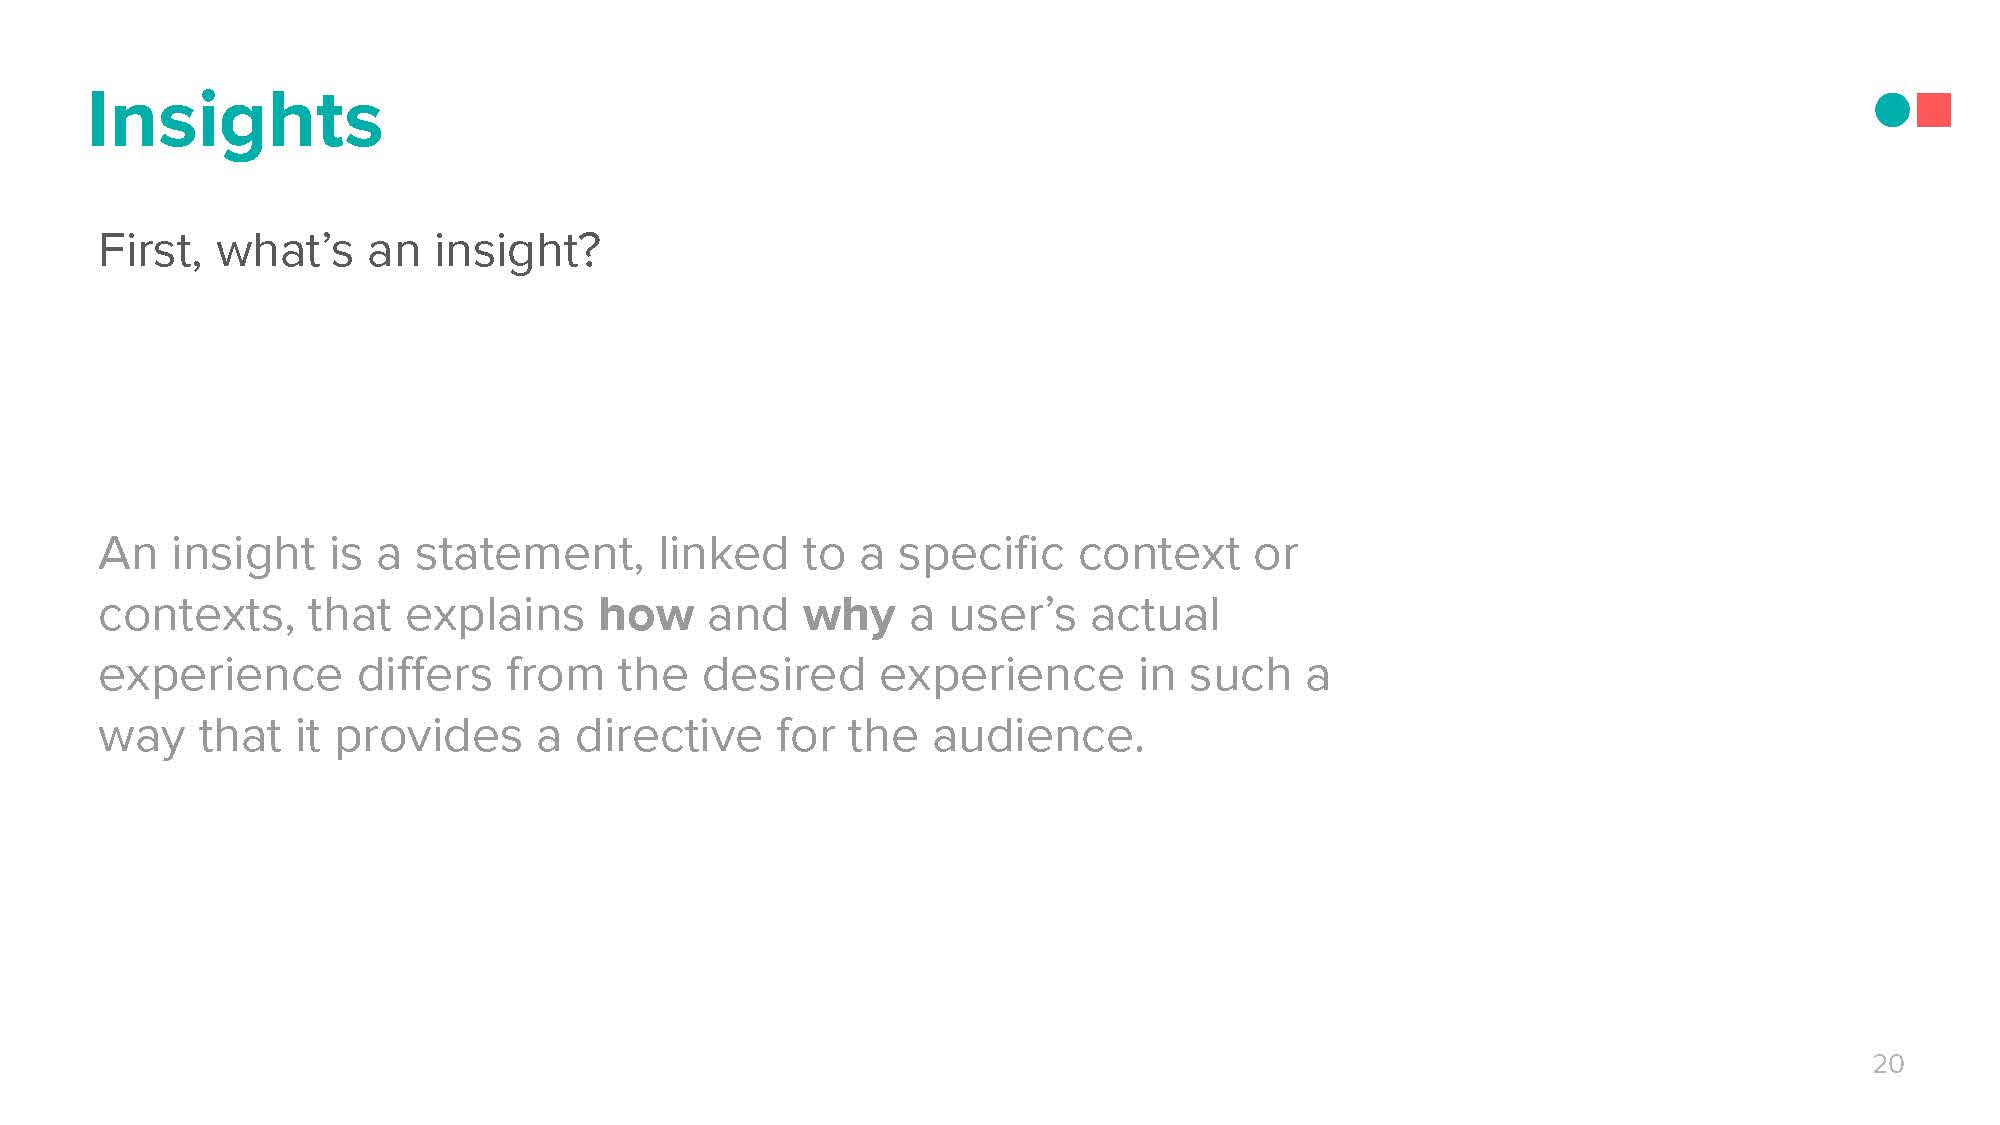 Insights
First, what’s an insight?
An insight is a statement, linked to a specific context or
contexts, that explains how and why a user’s actual
experience differs from the desired experience in such a
way that it provides a directive for the audience.
20